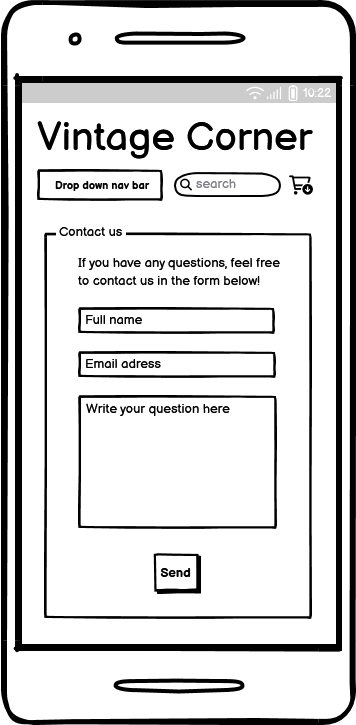 10:22
Vintage Corner
Drop down nav bar
search
Contact us
If you have any questions, feel free
to contact us in the form below!
Full name
Email adress
Write your question here
Send